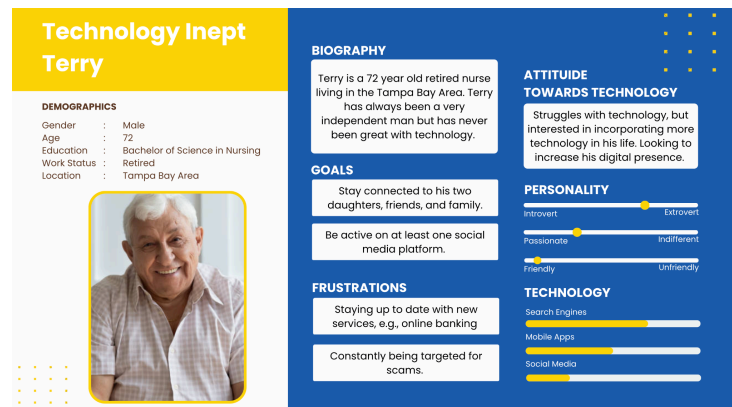 Technology Inept
Terry
DEMOGRAPHICS
Gender : Male
Age : 72
Education : Bachelor of Science in Nursing
Work Status : Retired
Location : Tampa Bay Area
BIOGRAPHY
Terry is a 72 year old retired nurse
living in the Tampa Bay Area. Terry
has always been a very
independent man but has never
been great with technology.
GOALS
Stay connected to his two
daughters, friends, and family.
Be active on at least one social
media platform.
FRUSTRATIONS
Staying up to date with new
services, e.g., online banking
Constantly being targeted for
scams.
ATTITUIDE
TOWARDS TECHNOLOGY
Struggles with technology, but
interested in incorporating more
technology in his life. Looking to
increase his digital presence.
PERSONALITY
Introvert Extrovert
Passionate Indifferent
Friendly Unfriendly
TECHNOLOGY
Search Engines
Mobile Apps
Social Media